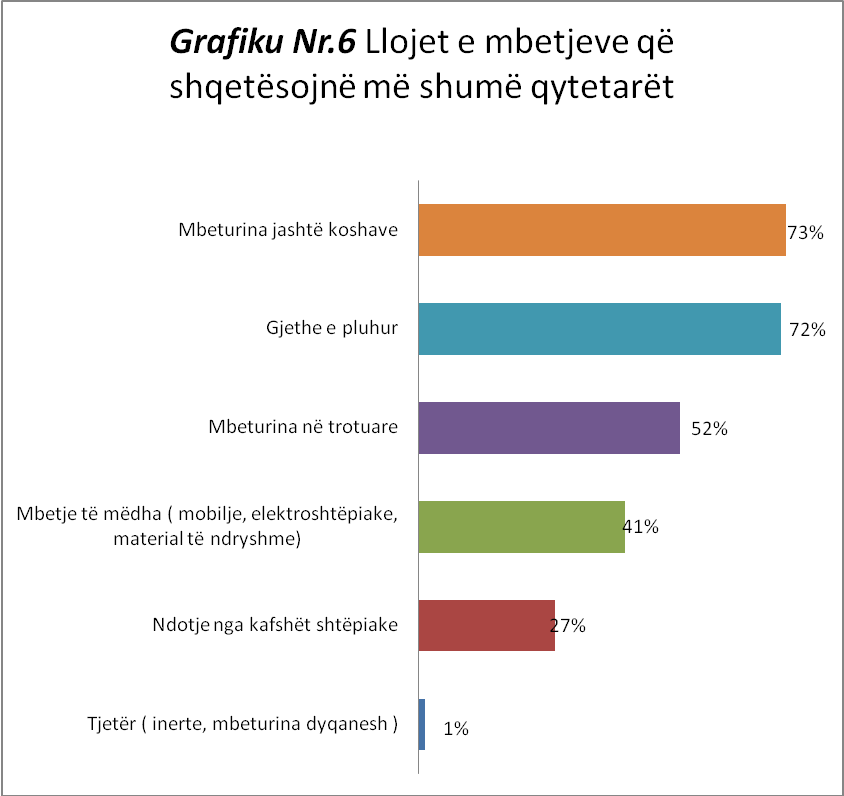 Grafiku Nr.6 Llojet e mbetjeve që
shqetësojnë më shumë qytetarët
Mbeturina jashtë koshave
73%
Gjethe e pluhur
72%
Mbeturina në trotuare
52%
Mbetje të mëdha ( mobilje, elektroshtëpiake,
material të ndryshme)
41%
Ndotje nga kafshët shtëpiake
27%
Tjetër ( inerte, mbeturina dyqanesh )
1%